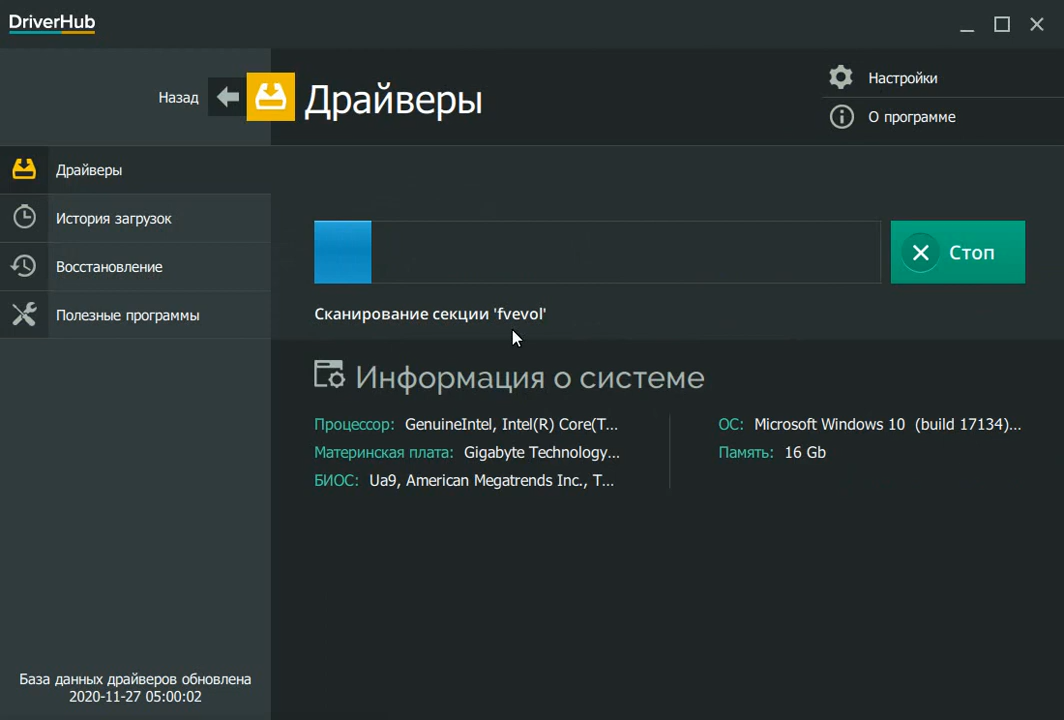 DriverHub
Назад
Драйверы
Настройки
О программе
Драйверы
История загрузок
Восстановление
Полезные программы
Стоп
Сканирование секции 'fvevol'
Информация о системе
Процессор: GenuineIntel, Intel(R) Core(T...
Материнская плата: Gigabyte Technology...
БИОС: Ua9, American Megatrends Inc., T...
ОС: Microsoft Windows 10 (build 17134)...
Память: 16 Gb
База данных драйверов обновлена
2020-11-27 05:00:02